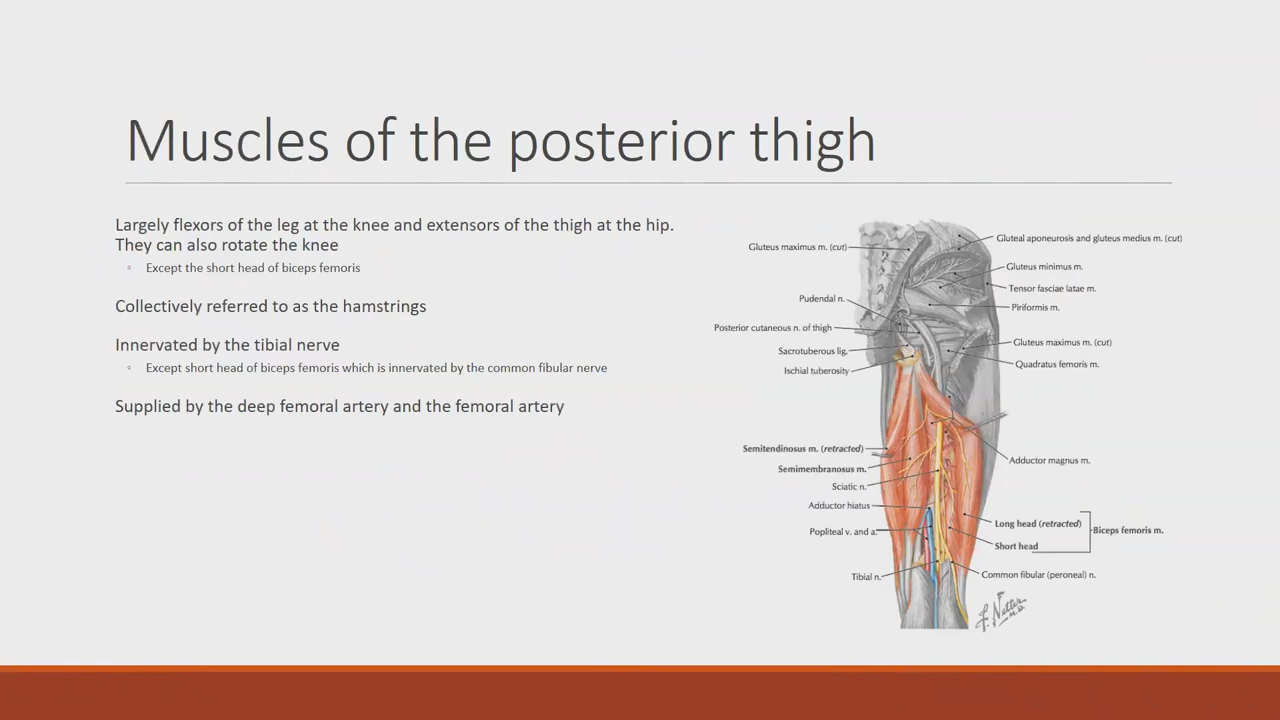 Muscles of the posterior thigh
Largely flexors of the leg at the knee and extensors of the thigh at the hip.
They can also rotate the knee
◦ Except the short head of biceps femoris
Collectively referred to as the hamstrings
Innervated by the tibial nerve
◦ Except short head of biceps femoris which is innervated by the common fibular nerve
Supplied by the deep femoral artery and the femoral artery
Gluteus maximus m. (cut)
Pudendal n.
Posterior cutaneous n. of thigh
Sacrotuberous lig.
Ischial tuberosity
Semitendinosus m. (retracted)
Semimembranosus m.
Sciatic n.
Adductor hiatus
Popliteal v. and a.
Tibial n.
Gluteal aponeurosis and gluteus medius m. (cut)
Gluteus minimus m.
Tensor fasciae latae m.
Piriformis m.
Gluteus maximus m. (cut)
Quadratus femoris m.
Adductor magnus m.
Long head (retracted)
Short head
Biceps femoris m.
Common fibular (peroneal) n.
F. Netter
M.D.